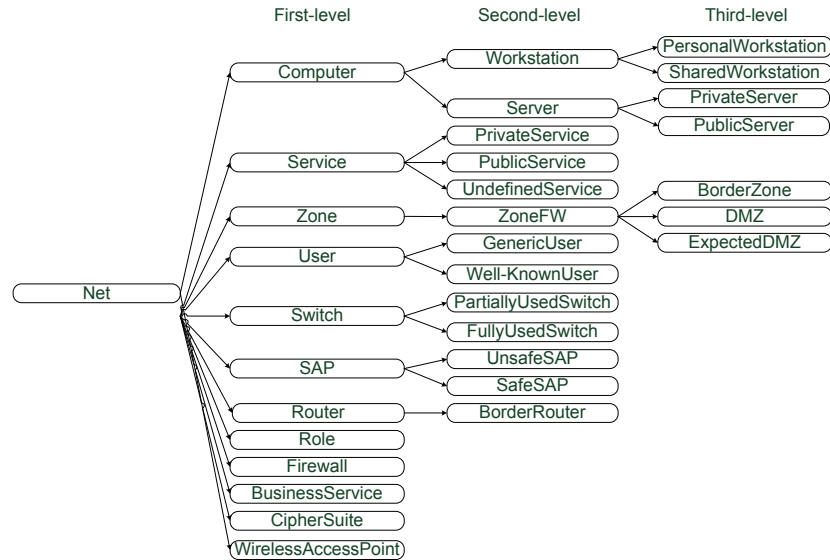 First-level Second-level Third-level
PersonalWorkstation
Workstation
Computer
SharedWorkstation
PrivateServer
Server
PublicServer
PrivateService
Service
PublicService
UndefinedService
BorderZone
Zone
ZoneFW
DMZ
ExpectedDMZ
GenericUser
User
Well-KnownUser
Net
PartiallyUsedSwitch
Switch
FullyUsedSwitch
UnsafeSAP
SAP
SafeSAP
Router
BorderRouter
Role
Firewall
BusinessService
CipherSuite
WirelessAccessPoint